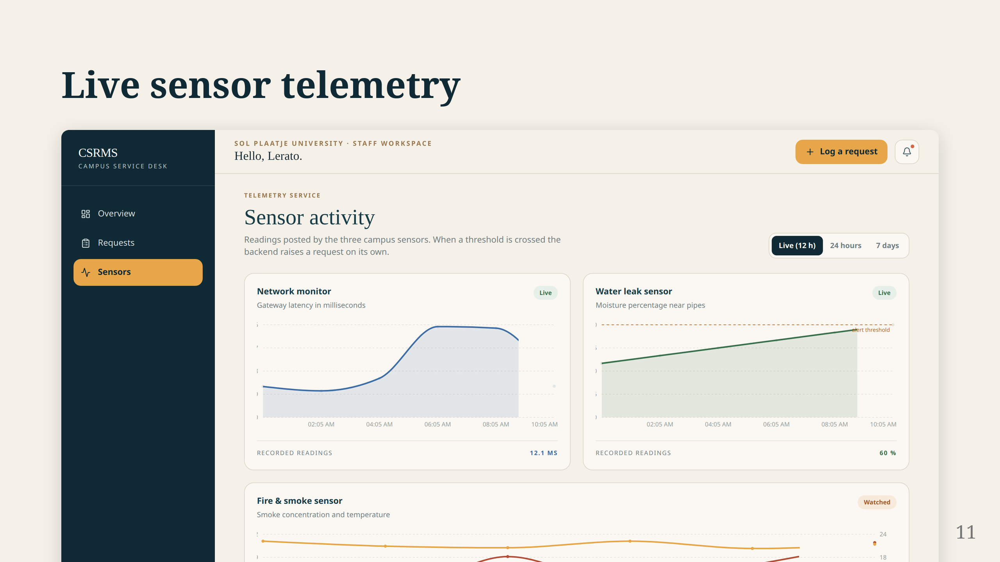 Live sensor telemetry
CSRMS
CAMPUS SERVICE DESK
Overview
Requests
Sensors
SOL PLAATJE UNIVERSITY · STAFF WORKSPACE
Hello, Lerato.
Log a request
TELEMETRY SERVICE
Sensor activity
Readings posted by the three campus sensors. When a threshold is crossed the
backend raises a request on its own.
Live (12 h) 24 hours 7 days
Network monitor
Live
Gateway latency in milliseconds
02:05 AM 04:05 AM 06:05 AM 08:05 AM 10:05 AM
RECORDED READINGS 12.1 MS
Water leak sensor
Live
Moisture percentage near pipes
alert threshold
02:05 AM 04:05 AM 06:05 AM 08:05 AM 10:05 AM
RECORDED READINGS 60 %
Fire & smoke sensor
Watched
Smoke concentration and temperature
24
18
11